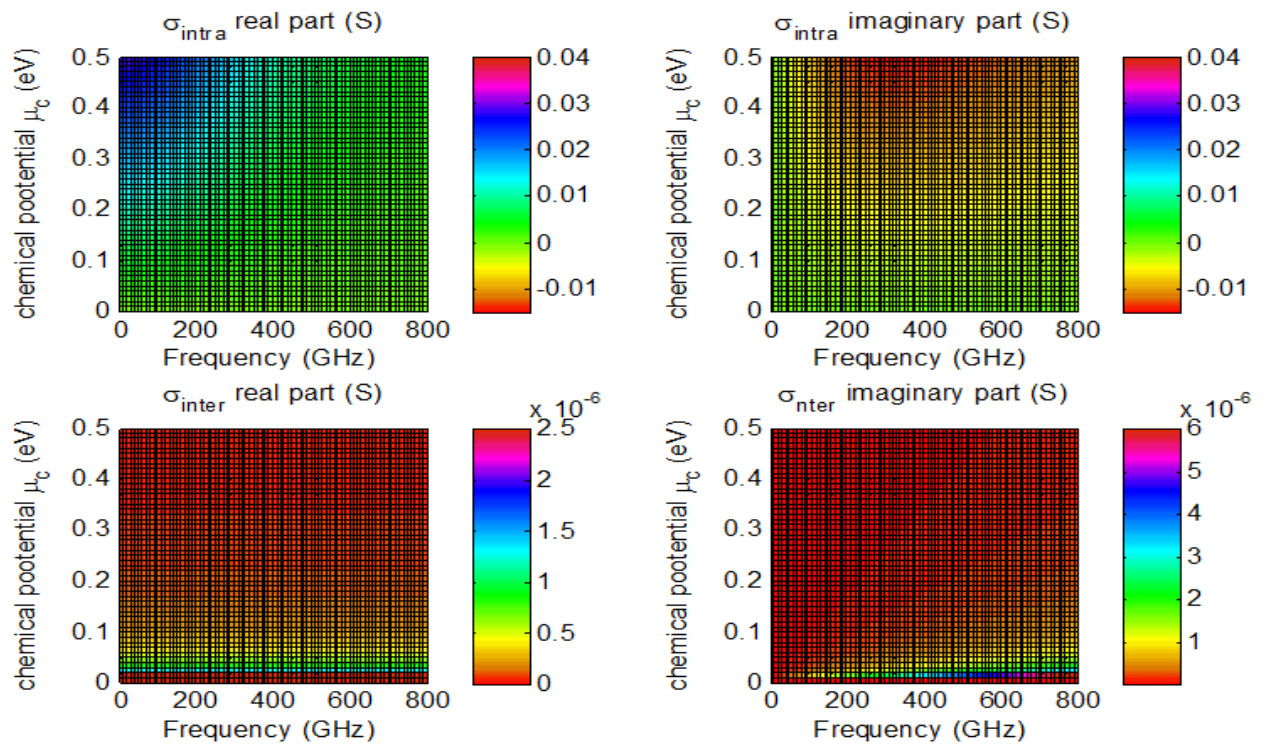 σintra real part (S)
chemical pootential μc (eV)
0.5
0.4
0.3
0.2
0.1
0
0 200 400 600 800
Frequency (GHz)
0.04
0.03
0.02
0.01
0
-0.01
σintra imaginary part (S)
chemical pootential μc (eV)
0.5
0.4
0.3
0.2
0.1
0
0 200 400 600 800
Frequency (GHz)
0.04
0.03
0.02
0.01
0
-0.01
σinter real part (S)
chemical pootential μc (eV)
0.5
0.4
0.3
0.2
0.1
0
0 200 400 600 800
Frequency (GHz)
x 10-6
2.5
2
1.5
1
0.5
0
σnter imaginary part (S)
chemical pootential μc (eV)
0.5
0.4
0.3
0.2
0.1
0
0 200 400 600 800
Frequency (GHz)
x 10-6
6
5
4
3
2
1